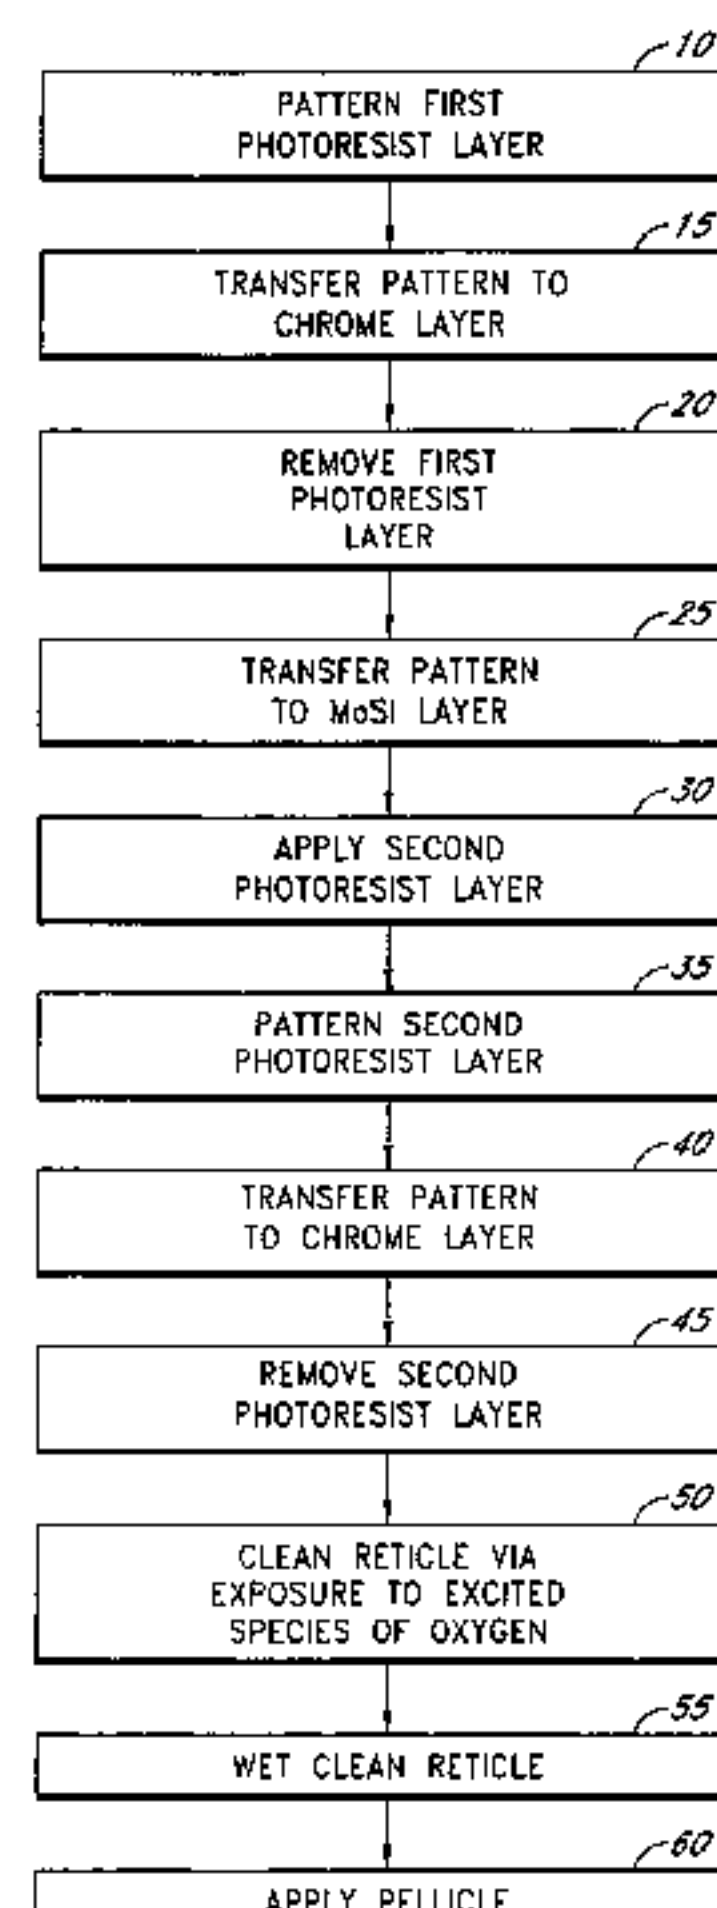 10
PATTERN FIRST
PHOTORESIST LAYER
15
TRANSFER PATTERN TO
CHROME LAYER
20
REMOVE FIRST
PHOTORESIST
LAYER
25
TRANSFER PATTERN
TO MoSi LAYER
30
APPLY SECOND
PHOTORESIST LAYER
35
PATTERN SECOND
PHOTORESIST LAYER
40
TRANSFER PATTERN
TO CHROME LAYER
45
REMOVE SECOND
PHOTORESIST LAYER
50
CLEAN RETICLE VIA
EXPOSURE TO EXCITED
SPECIES OF OXYGEN
55
WET CLEAN RETICLE
60
APPLY PELLICLE